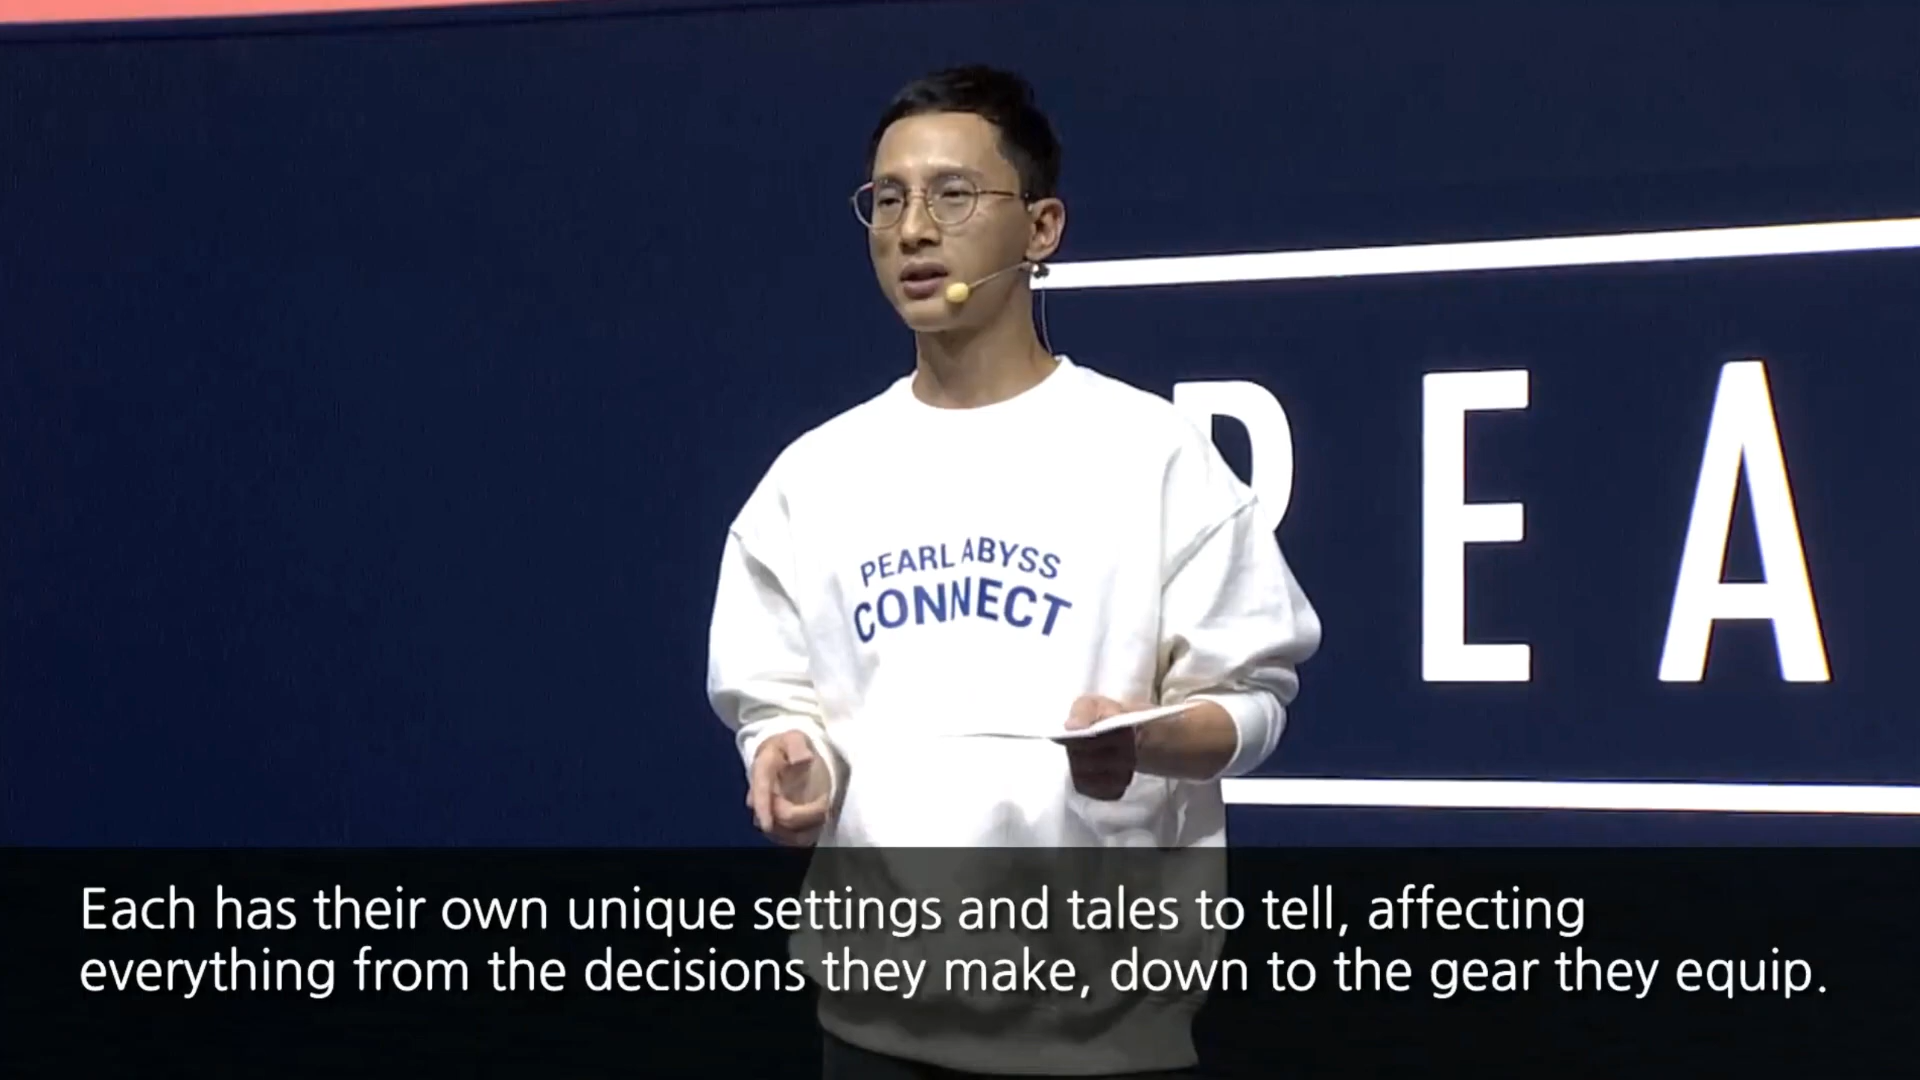 PEA
PEARL ABYSS
CONNECT
Each has their own unique settings and tales to tell, affecting
everything from the decisions they make, down to the gear they equip.